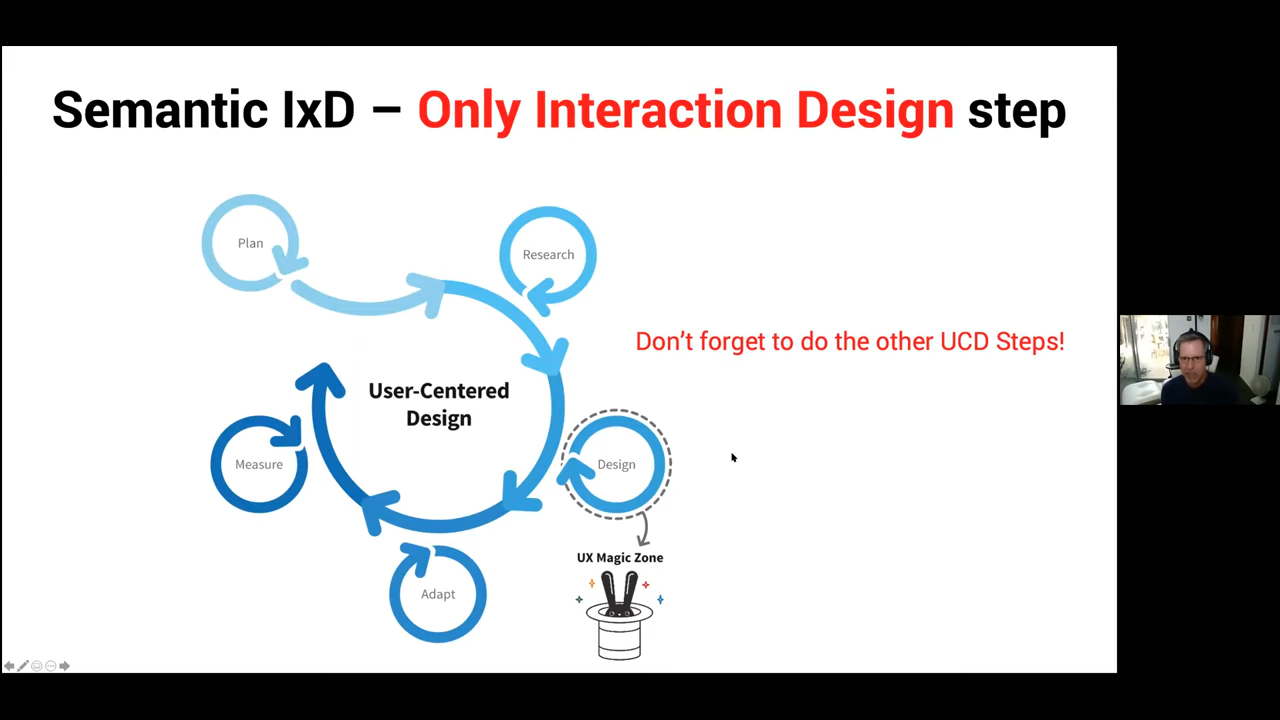 Semantic IxD – Only Interaction Design step
Plan
Research
Don't forget to do the other UCD Steps!
User-Centered
Design
Measure
Design
UX Magic Zone
Adapt